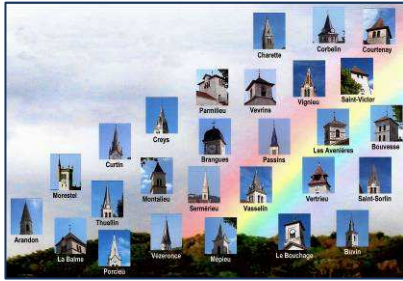 Charette
Corbelin
Courtenay
Parmilieu
Veyrins
Vignieu
Saint-Victor
Creys
Curtin
Brangues
Passins
Les Avenières
Bouvesse
Morestel
Montalieu
Thuellin
Sermérieu
Vasselin
Vertrieu
Saint-Sorlin
Arandon
La Balme
Porcieu
Vézeronce
Mépieu
Le Bouchage
Buvin